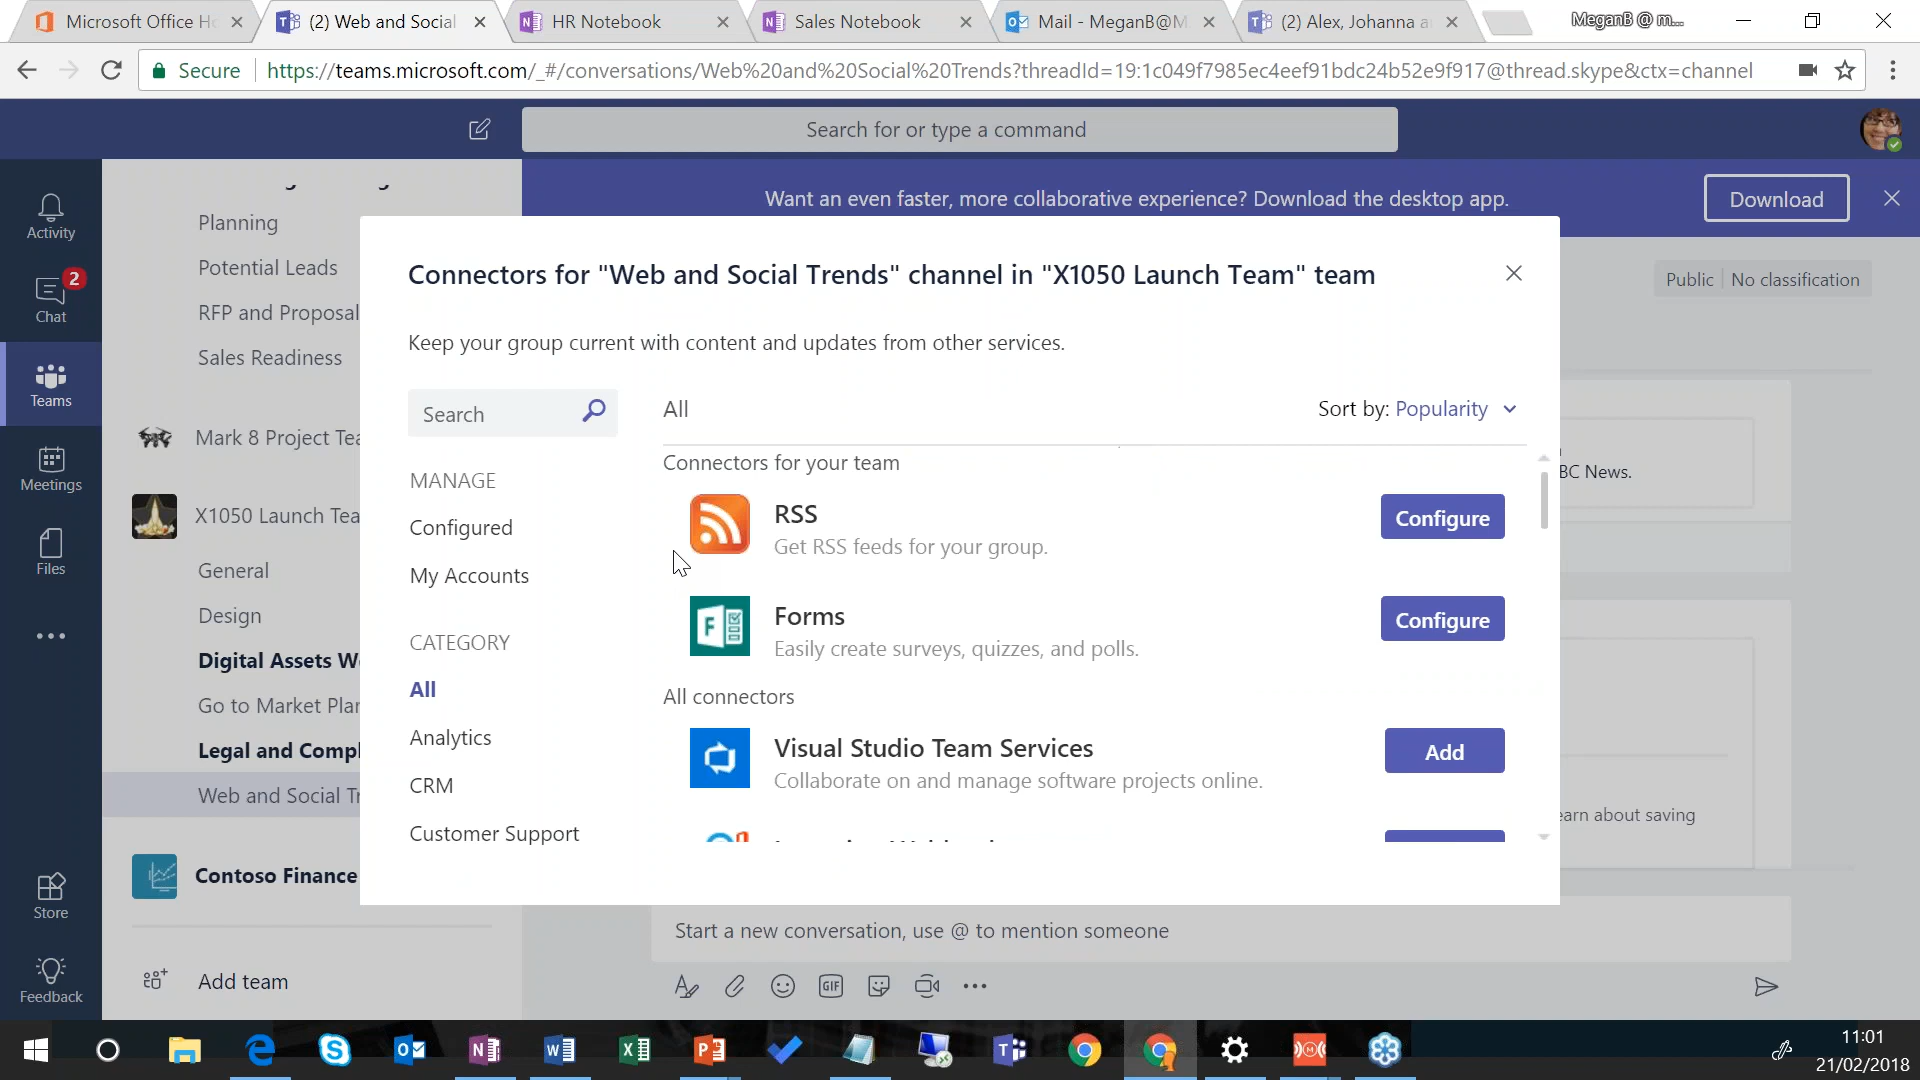 Microsoft Office Ho
(2) Web and Social
HR Notebook
Sales Notebook
Mail - MeganB@M
(2) Alex, Johanna a
MeganB @ m...
Secure
https://teams.microsoft.com/_#/conversations/Web%20and%20Social%20Trends?threadId=19:1c049f7985ec4eef91bdc24b52e9f917@thread.skype&ctx=channel
Search for or type a command
Want an even faster, more collaborative experience? Download the desktop app.
Download
Activity
Chat
2
Teams
Meetings
Files
Store
Feedback
Planning
Potential Leads
RFP and Proposal
Sales Readiness
Mark 8 Project Tea
X1050 Launch Tea
General
Design
Digital Assets W
Go to Market Plan
Legal and Compl
Web and Social Tr
Contoso Finance
Add team
Public
No classification
BC News.
earn about saving
Connectors for "Web and Social Trends" channel in "X1050 Launch Team" team
Keep your group current with content and updates from other services.
Search
MANAGE
Configured
My Accounts
CATEGORY
All
Analytics
CRM
Customer Support
All
Sort by: Popularity
Connectors for your team
RSS
Get RSS feeds for your group.
Configure
Forms
Easily create surveys, quizzes, and polls.
Configure
All connectors
Visual Studio Team Services
Collaborate on and manage software projects online.
Add
Start a new conversation, use @ to mention someone
GIF
11:01
21/02/2018